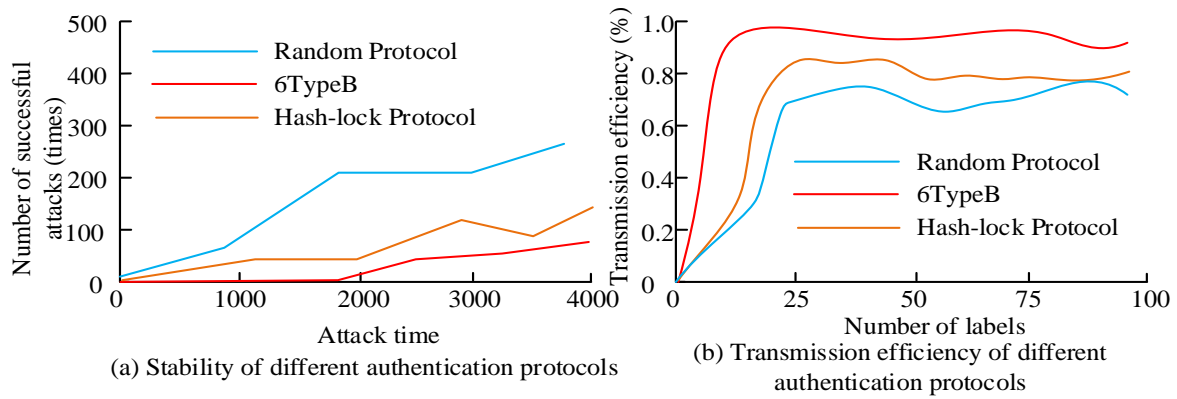 Number of successful
attacks (times)
500
400
300
200
100
0
Random Protocol
6TypeB
Hash-lock Protocol
0
1000
2000
3000
4000
Attack time
(a) Stability of different authentication protocols
Transmission efficiency (%)
1.0
0.8
0.6
0.4
0.2
0
Random Protocol
6TypeB
Hash-lock Protocol
25
50
75
100
Number of labels
(b) Transmission efficiency of different
authentication protocols